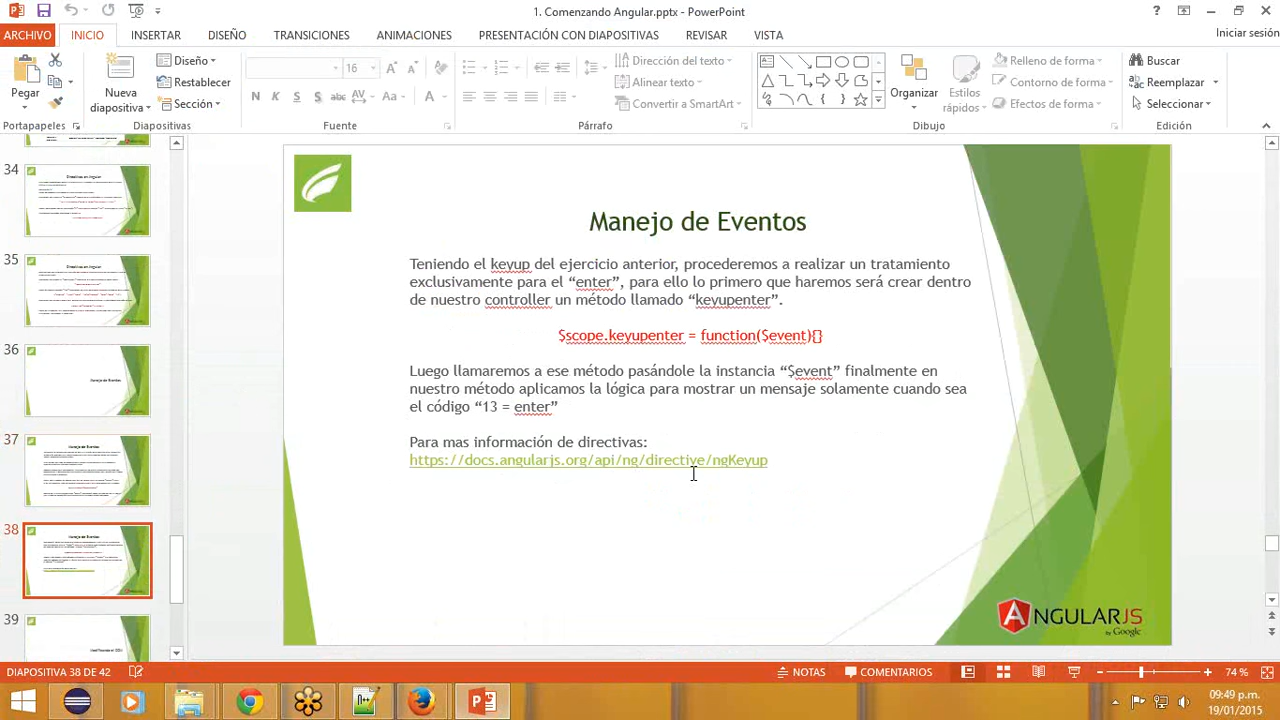 1. Comenzando Angular.pptx - PowerPoint
ARCHIVO INICIO INSERTAR DISEÑO TRANSICIONES ANIMACIONES PRESENTACIÓN CON DIAPOSITIVAS REVISAR VISTA Iniciar sesión
Pegar
Nueva
diapositiva
Diseño
Restablecer
Sección
16
N K S S abc AV Aa A
Dirección del texto
Alinear texto
Convertir a SmartArt
Organizar
Estilos
rápidos
Relleno de forma
Contorno de forma
Efectos de forma
Buscar
Reemplazar
Seleccionar
Portapapeles Diapositivas Fuente Párrafo Dibujo Edición
34
35
36
37
38
39
Manejo de Eventos
Teniendo el keyup del ejercicio anterior, procederemos a realizar un tratamiento
exclusivamente para el “enter”, para ello lo primero que haremos será crear dentro
de nuestro controller un método llamado “keyupenter”.
$scope.keyupenter = function($event){}
Luego llamaremos a ese método pasándole la instancia “$event” finalmente en
nuestro método aplicamos la lógica para mostrar un mensaje solamente cuando sea
el código “13 = enter”
Para mas información de directivas:
https://docs.angularjs.org/api/ng/directive/ngKeyup
ANGULARJS
by Google
DIAPOSITIVA 38 DE 42 NOTAS COMENTARIOS 74 %
09:49 p.m.
19/01/2015